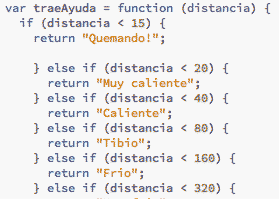 var traeAyuda = function (distancia) {
if (distancia < 15) {
return "Quemando!";
} else if (distancia < 20) {
return "Muy caliente";
} else if (distancia < 40) {
return "Caliente";
} else if (distancia < 80) {
return "Tibio";
} else if (distancia < 160) {
return "Frio";
} else if (distancia < 320) {